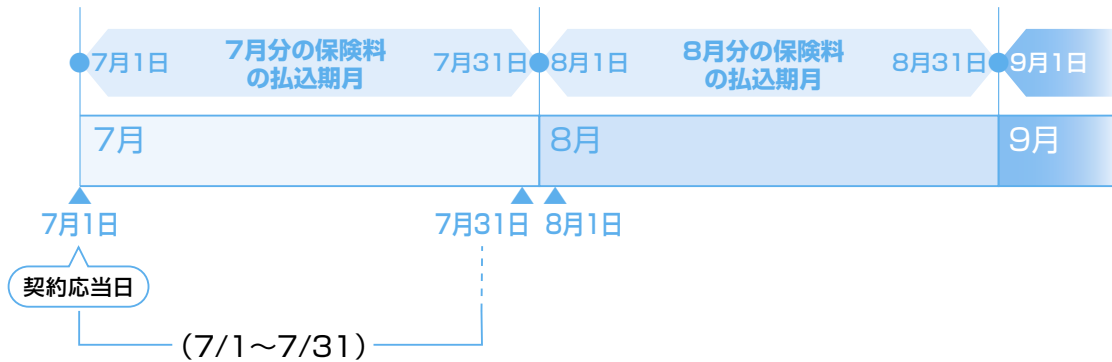 7月分の保険料
の払込期月
7月1日
7月31日
8月分の保険料
の払込期月
8月1日
8月31日
9月1日
7月
8月
9月
7月1日
7月31日
8月1日
契約応当日
(7/1〜7/31)